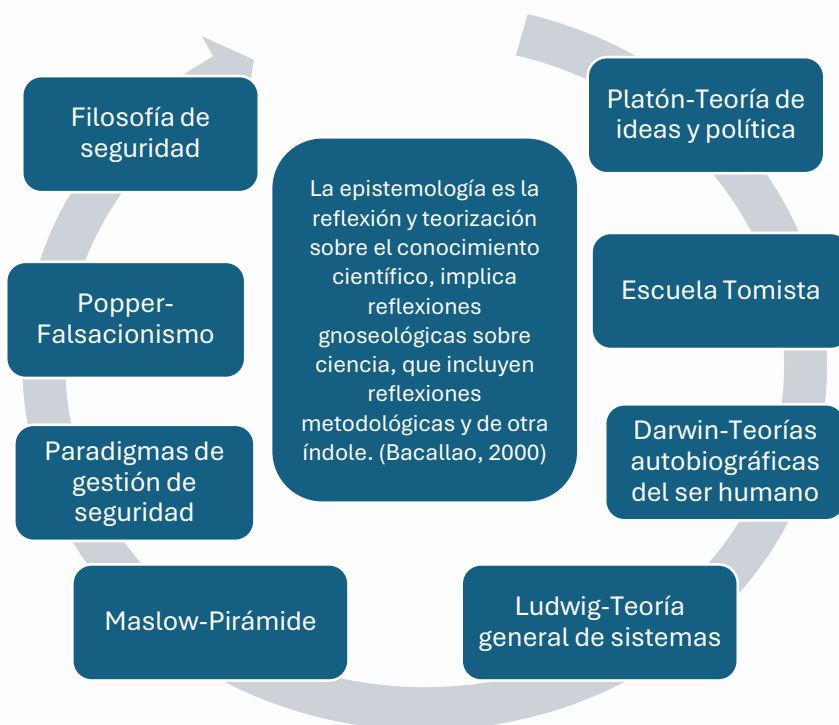 Platón-Teoría de
ideas y política
Escuela Tomista
Darwin-Teorías
autobiográficas
del ser humano
Ludwig-Teoría
general de sistemas
Maslow-Pirámide
Paradigmas de
gestión de
seguridad
Popper-
Falsacionismo
Filosofía de
seguridad
La epistemología es la
reflexión y teorización
sobre el conocimiento
científico, implica
reflexiones
gnoseológicas sobre
ciencia, que incluyen
reflexiones
metodológicas y de otra
índole. (Bacallao, 2000)